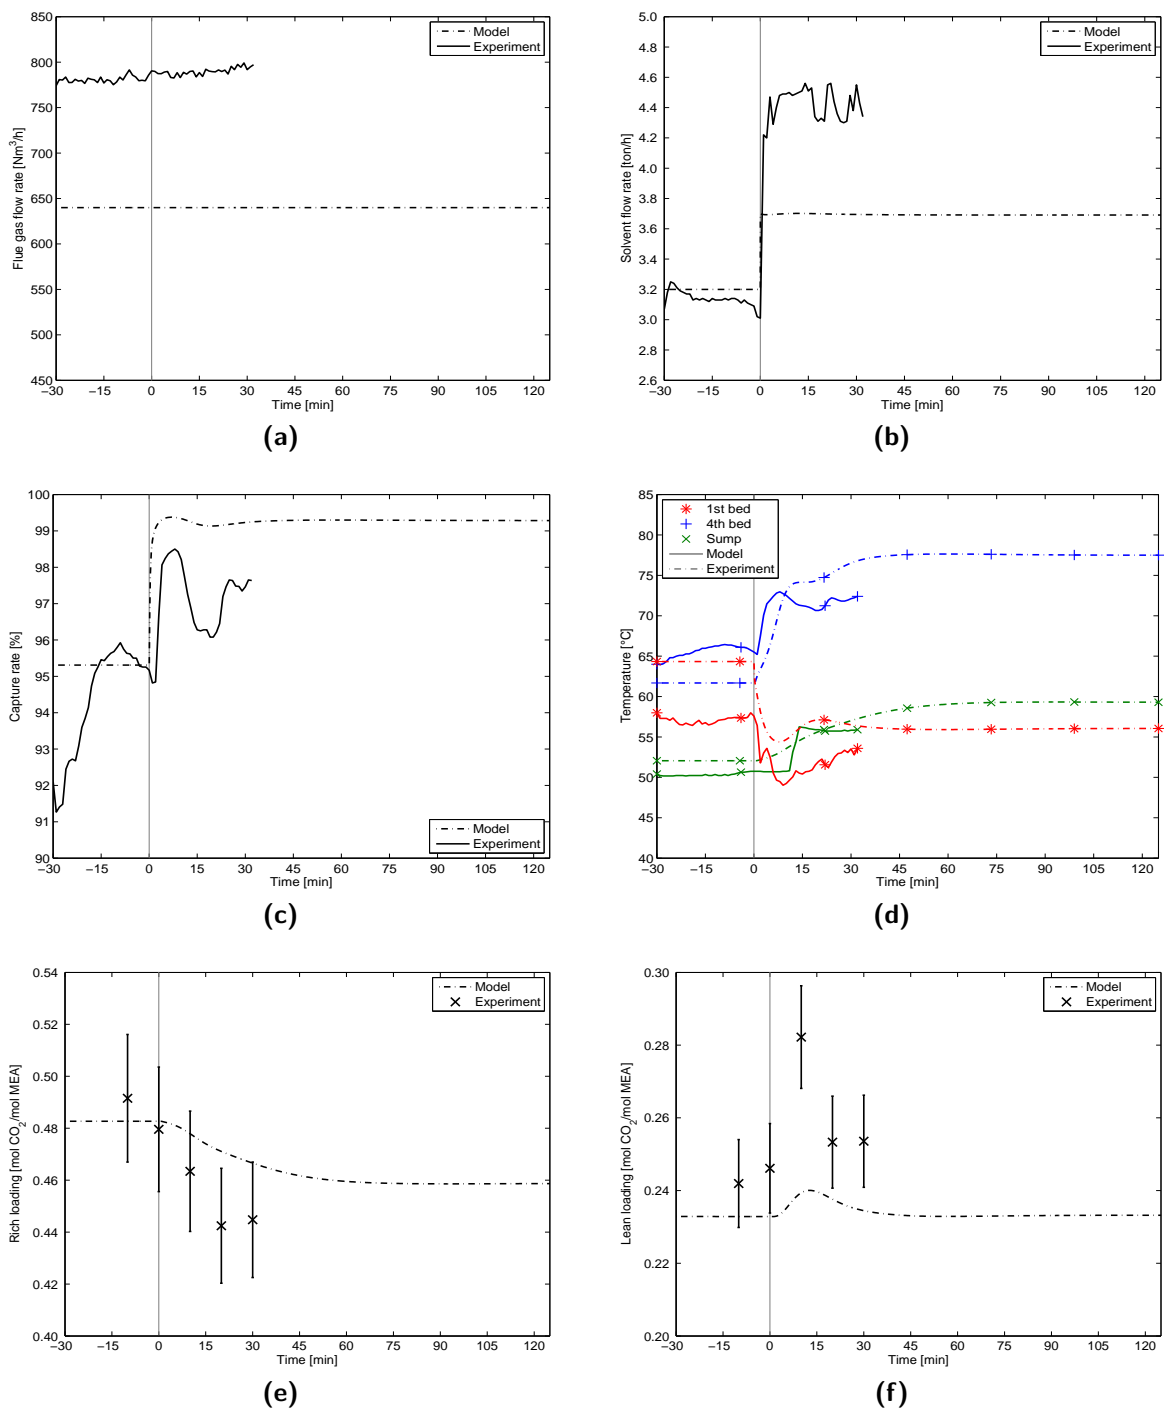 850
800
750
700
650
600
550
500
450
Flue gas flow rate [Nm³/h]
Model
Experiment
−30 −15 0 15 30 45 60 75 90 105 120
Time [min]
(a)
5.0
4.8
4.6
4.4
4.2
4.0
3.8
3.6
3.4
3.2
3.0
2.8
2.6
Solvent flow rate [ton/h]
Model
Experiment
−30 −15 0 15 30 45 60 75 90 105 120
Time [min]
(b)
100
99
98
97
96
95
94
93
92
91
90
Capture rate [%]
Model
Experiment
−30 −15 0 15 30 45 60 75 90 105 120
Time [min]
(c)
85
80
75
70
65
60
55
50
45
40
Temperature [°C]
1st bed
4th bed
Sump
Model
Experiment
−30 −15 0 15 30 45 60 75 90 105 120
Time [min]
(d)
0.54
0.52
0.50
0.48
0.46
0.44
0.42
0.40
Rich loading [mol CO₂/mol MEA]
Model
Experiment
−30 −15 0 15 30 45 60 75 90 105 120
Time [min]
(e)
0.30
0.28
0.26
0.24
0.22
0.20
Lean loading [mol CO₂/mol MEA]
Model
Experiment
−30 −15 0 15 30 45 60 75 90 105 120
Time [min]
(f)